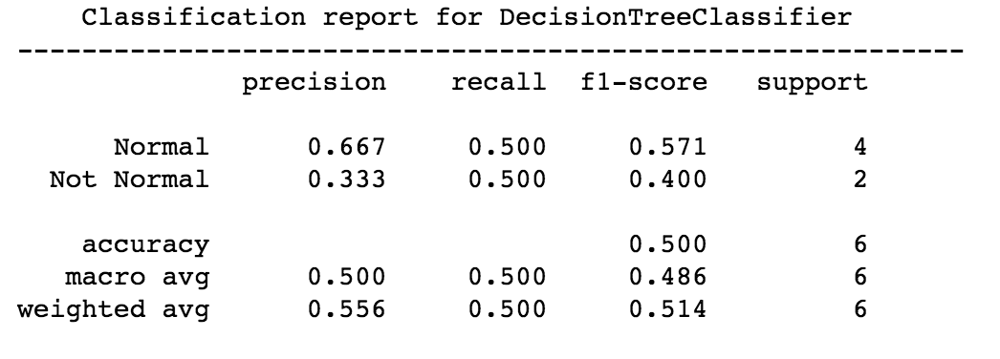 Classification report for DecisionTreeClassifier
-----------------------------------------------------------
precision recall f1-score support
Normal 0.667 0.500 0.571 4
Not Normal 0.333 0.500 0.400 2
accuracy 0.500 6
macro avg 0.500 0.500 0.486 6
weighted avg 0.556 0.500 0.514 6